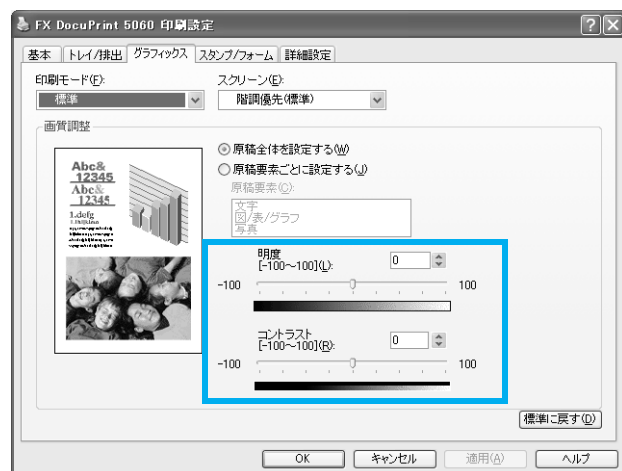 FX DocuPrint 5060 印刷設定
基本 トレイ/排出 グラフィックス スタンプ/フォーム 詳細設定
印刷モード(F): スクリーン(E):
標準 階調優先(標準)
画質調整
原稿全体を設定する(W)
原稿要素ごとに設定する(J)
原稿要素(C):
文字
図/表/グラフ
写真
Abc&
12345
Abc&
12345
1.defg
明度
[-100～100](L): 0
-100 100
コントラスト
[-100～100](R): 0
-100 100
標準に戻す(D)
OK キャンセル 適用(A) ヘルプ